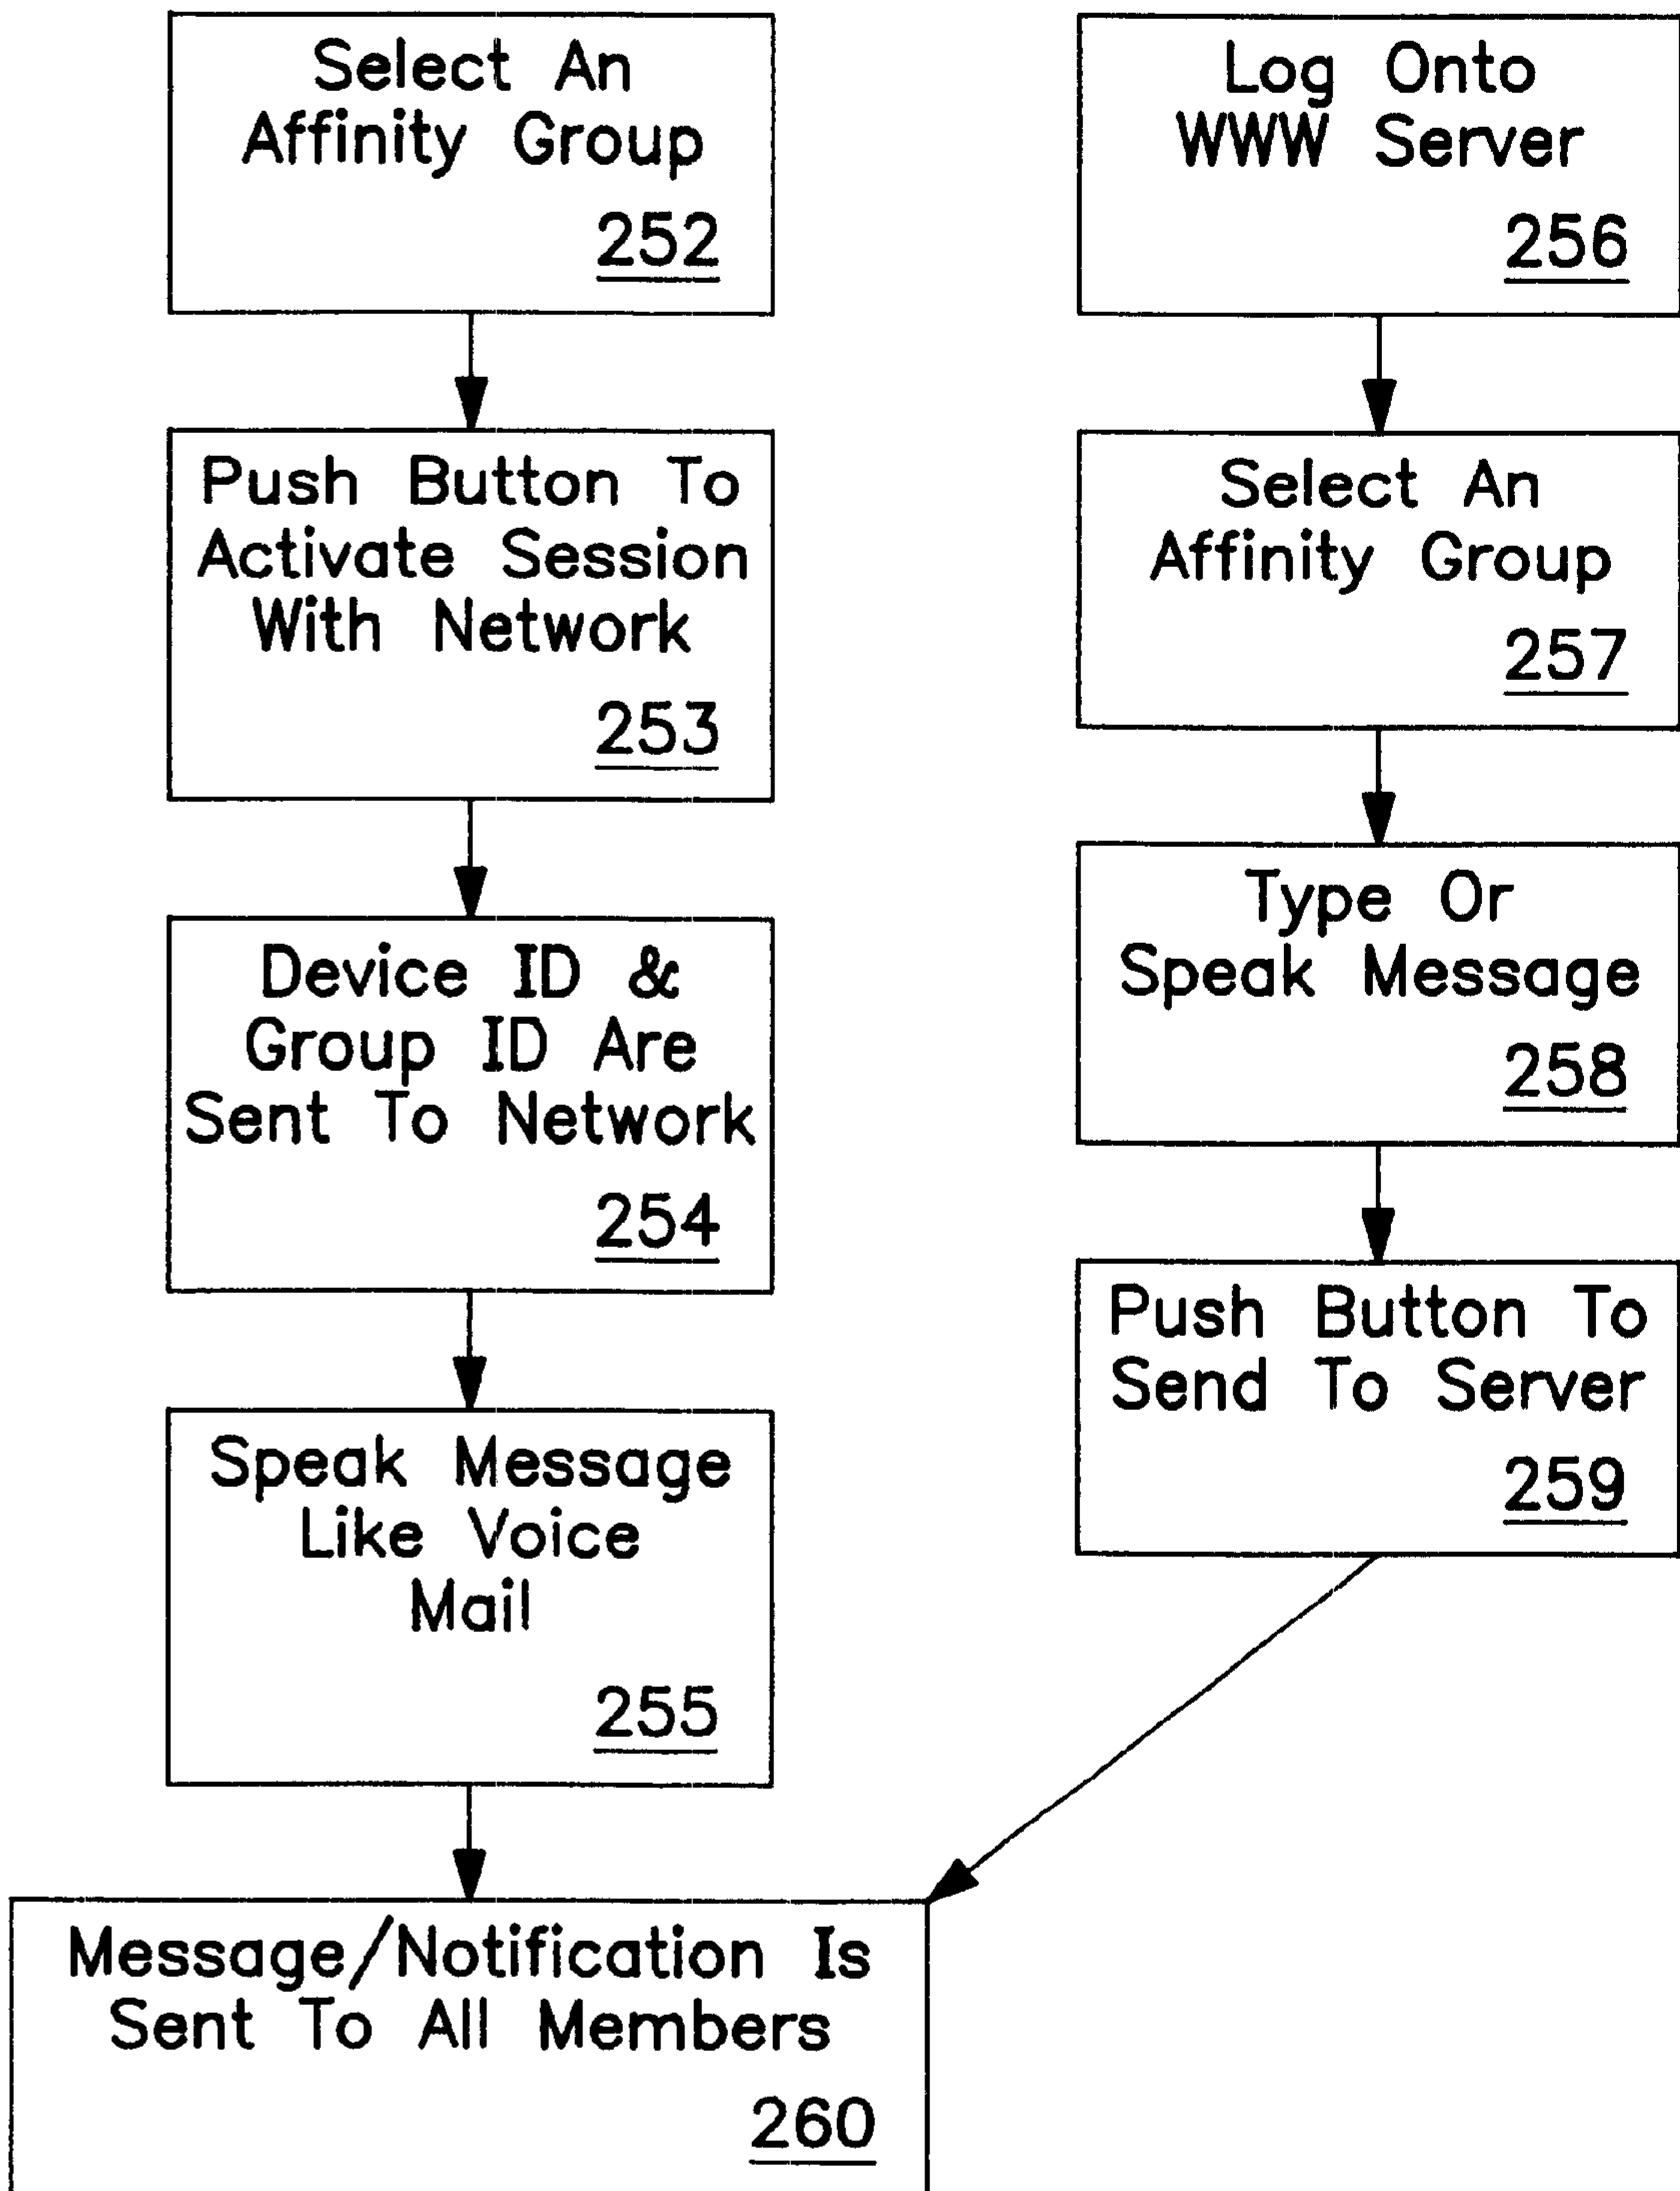 Select An
Affinity Group
252
Push Button To
Activate Session
With Network
253
Device ID &
Group ID Are
Sent To Network
254
Speak Message
Like Voice
Mail
255
Log Onto
WWW Server
256
Select An
Affinity Group
257
Type Or
Speak Message
258
Push Button To
Send To Server
259
Message/Notification Is
Sent To All Members
260